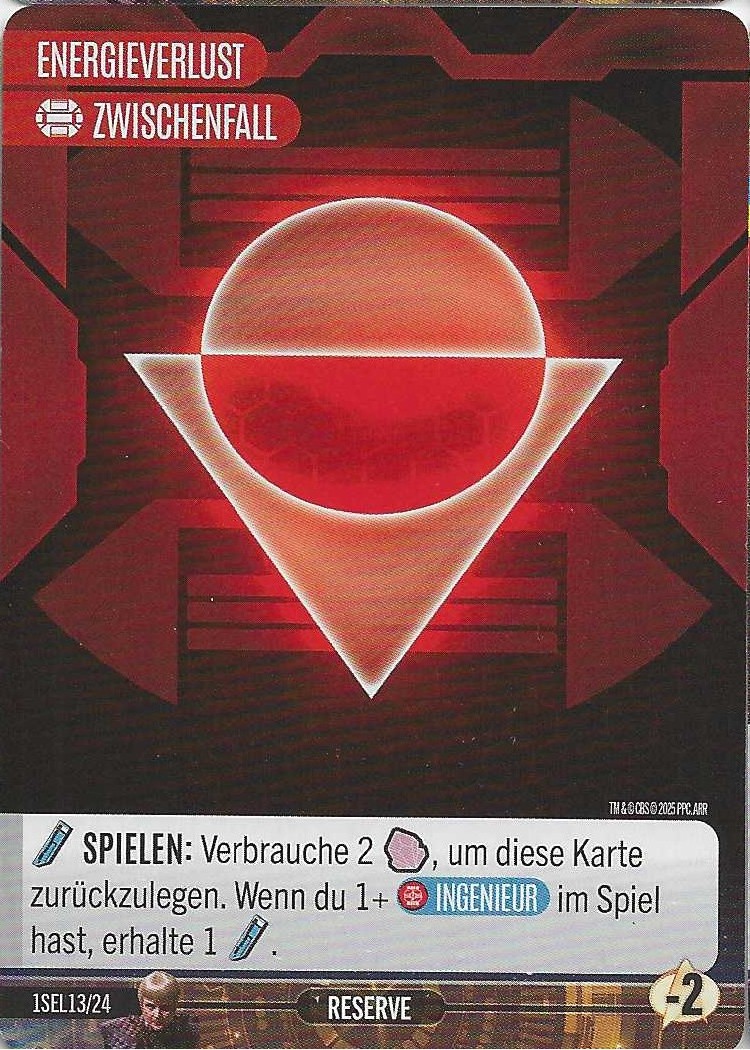 ENERGIEVERLUST
ZWISCHENFALL
TM & © CBS © 2025 PPC. ARR
SPIELEN: Verbrauche 2 , um diese Karte
zurückzulegen. Wenn du 1+ INGENIEUR im Spiel
hast, erhalte 1 .
1SEL13/24
RESERVE
-2